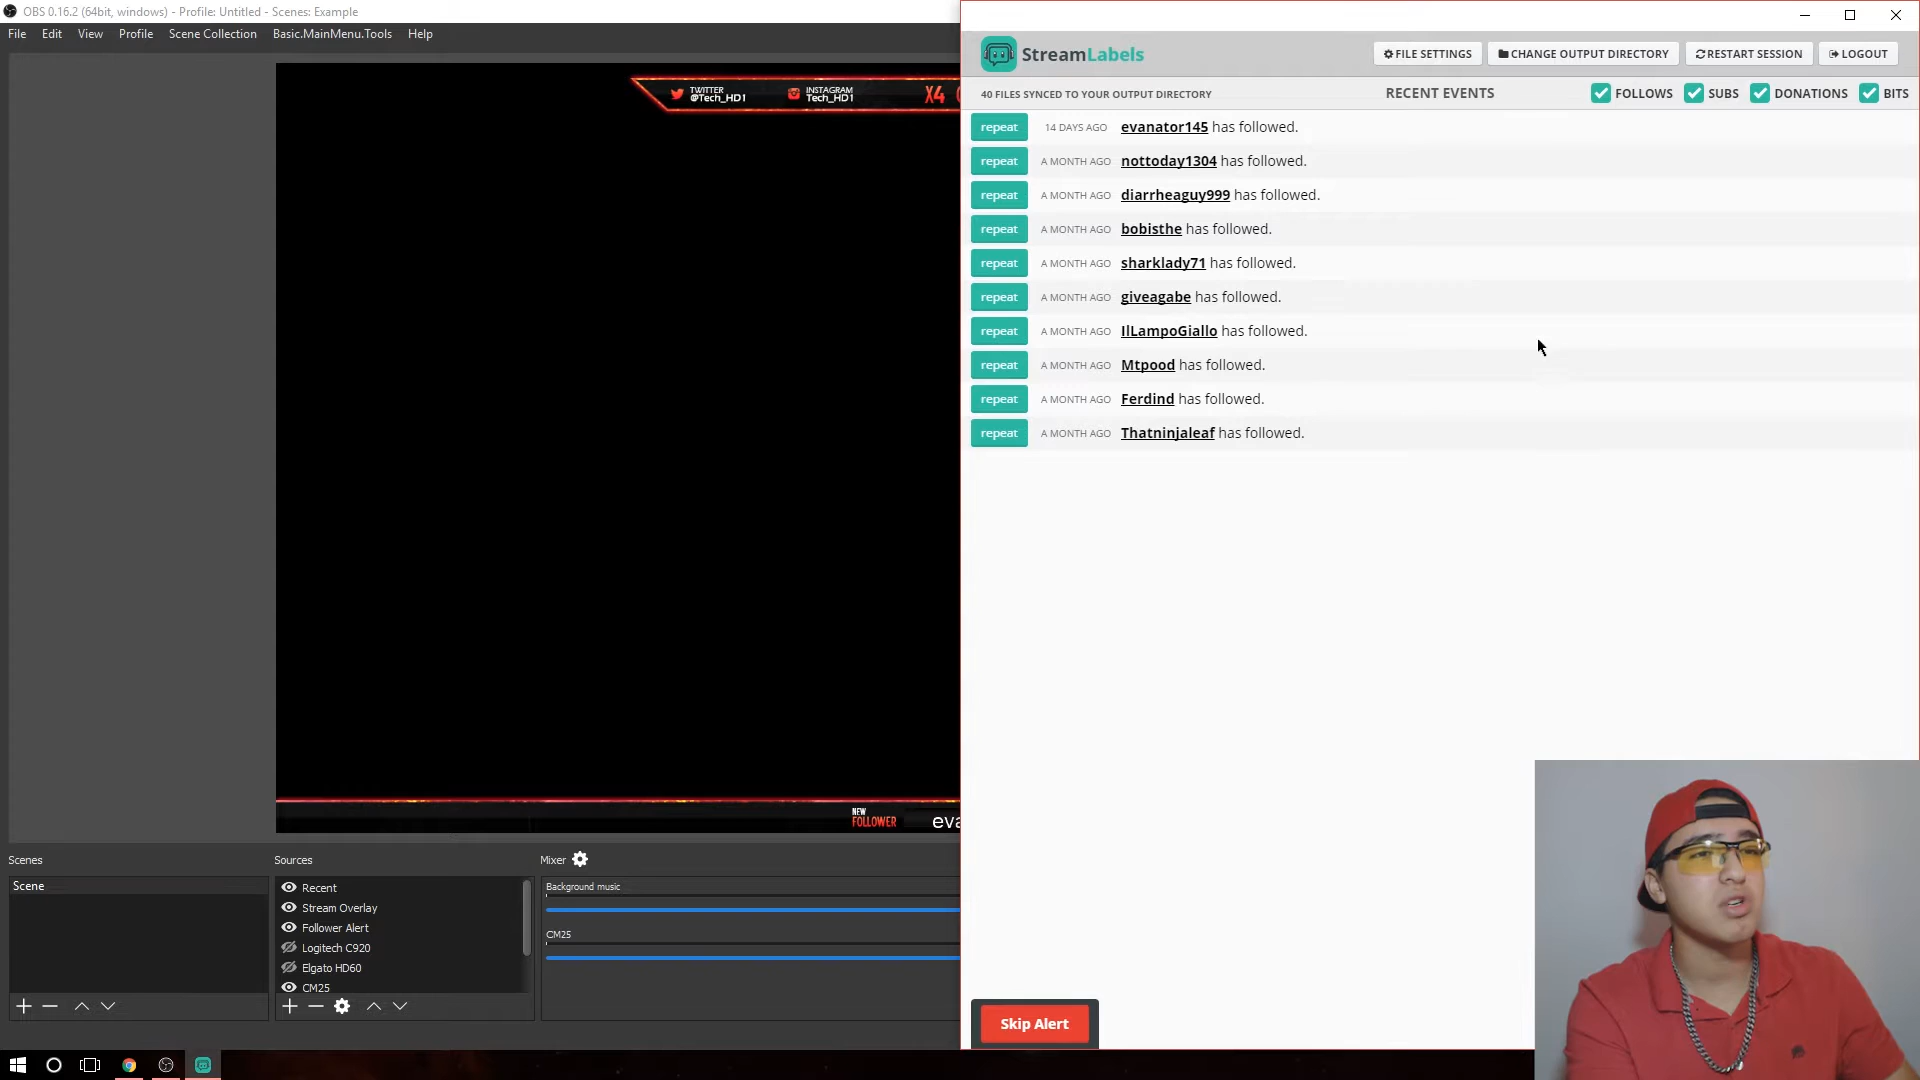 OBS 0.16.2 (64bit, windows) - Profile: Untitled - Scenes: Example
File Edit View Profile Scene Collection Basic.MainMenu.Tools Help
TWITTER
@Tech_HD1
INSTAGRAM
Tech_HD1
X4
NEW
FOLLOWER
eva
Scenes
Scene
Sources
Recent
Stream Overlay
Follower Alert
Logitech C920
Elgato HD60
CM25
Mixer
Background music
CM25
StreamLabels
FILE SETTINGS
CHANGE OUTPUT DIRECTORY
RESTART SESSION
LOGOUT
40 FILES SYNCED TO YOUR OUTPUT DIRECTORY
RECENT EVENTS
FOLLOWS SUBS DONATIONS BITS
repeat 14 DAYS AGO evanator145 has followed.
repeat A MONTH AGO nottoday1304 has followed.
repeat A MONTH AGO diarrheaguy999 has followed.
repeat A MONTH AGO bobisthe has followed.
repeat A MONTH AGO sharklady71 has followed.
repeat A MONTH AGO giveagabe has followed.
repeat A MONTH AGO IlLampoGiallo has followed.
repeat A MONTH AGO Mtpood has followed.
repeat A MONTH AGO Ferdind has followed.
repeat A MONTH AGO Thatninjaleaf has followed.
Skip Alert